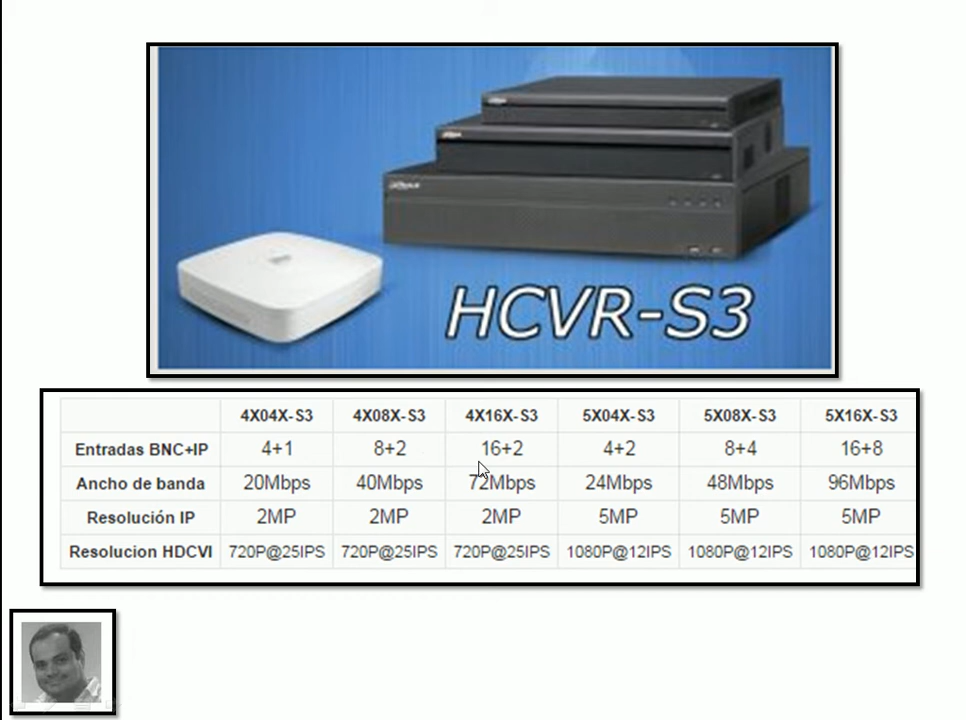 HCVR-S3
4X04X-S3 4X08X-S3 4X16X-S3 5X04X-S3 5X08X-S3 5X16X-S3
Entradas BNC+IP 4+1 8+2 16+2 4+2 8+4 16+8
Ancho de banda 20Mbps 40Mbps 72Mbps 24Mbps 48Mbps 96Mbps
Resolución IP 2MP 2MP 2MP 5MP 5MP 5MP
Resolucion HDCVI 720P@25IPS 720P@25IPS 720P@25IPS 1080P@12IPS 1080P@12IPS 1080P@12IPS